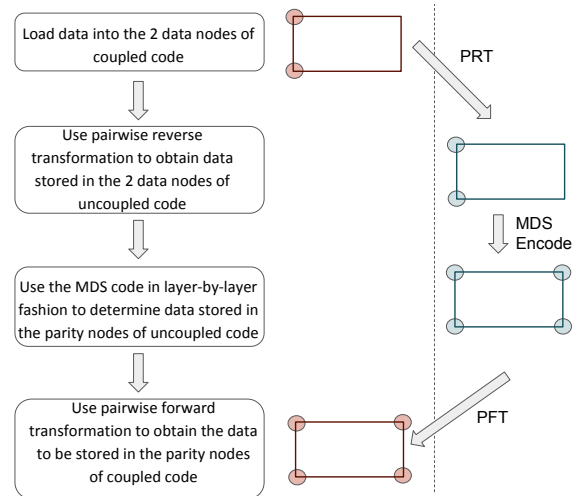 Load data into the 2 data nodes of
coupled code
PRT
Use pairwise reverse
transformation to obtain data
stored in the 2 data nodes of
uncoupled code
MDS
Encode
Use the MDS code in layer-by-layer
fashion to determine data stored in
the parity nodes of uncoupled code
Use pairwise forward
transformation to obtain the data
to be stored in the parity nodes
of coupled code
PFT